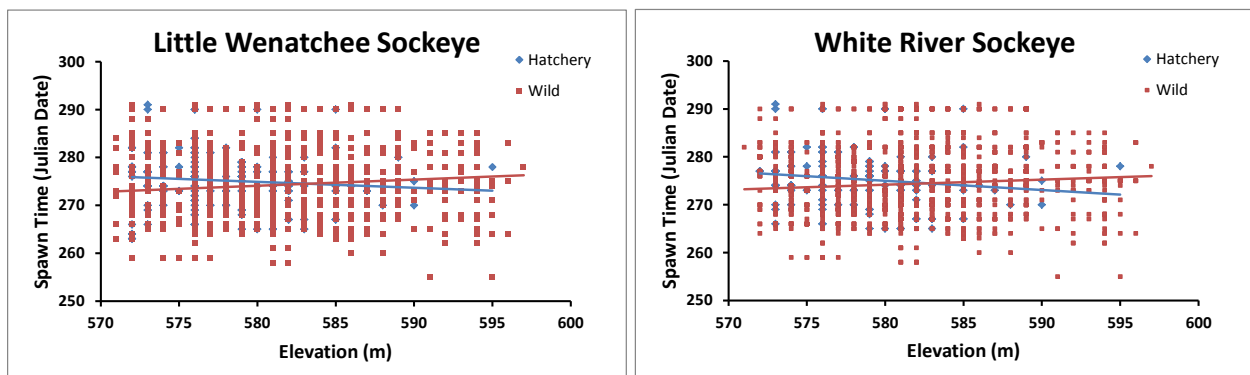 Little Wenatchee Sockeye
Hatchery
Wild
Spawn Time (Julian Date)
300
290
280
270
260
250
570 575 580 585 590 595 600
Elevation (m)
White River Sockeye
Hatchery
Wild
Spawn Time (Julian Date)
300
290
280
270
260
250
570 575 580 585 590 595 600
Elevation (m)